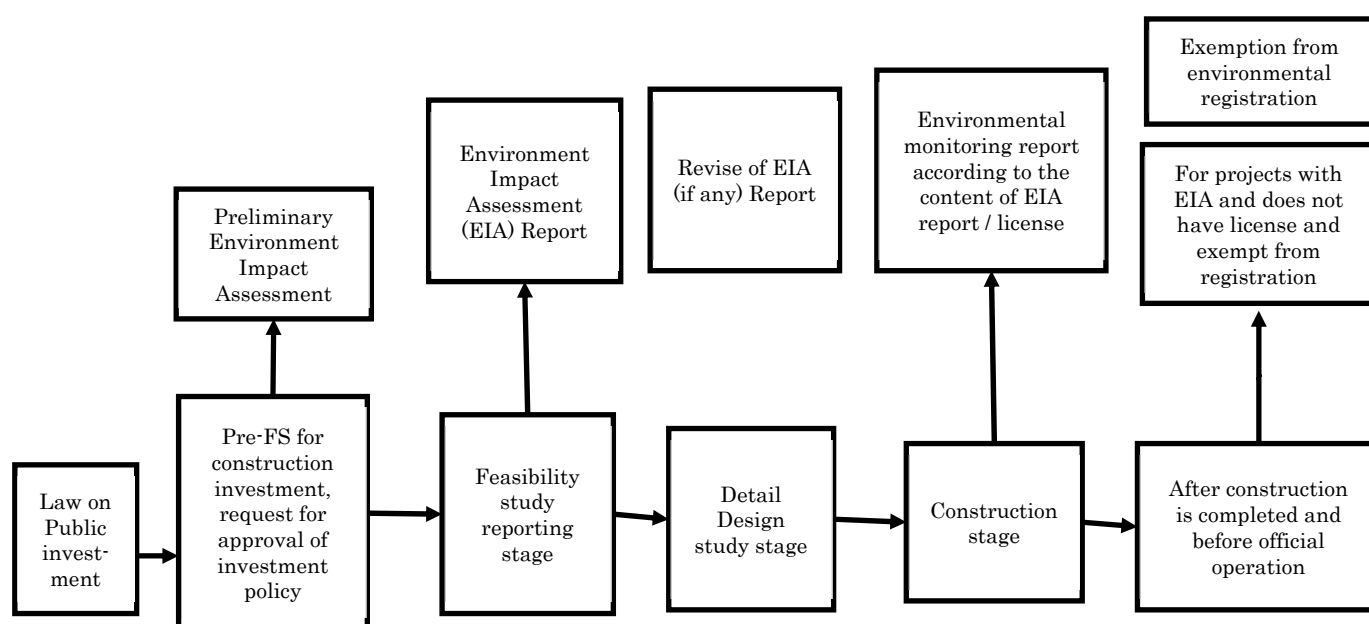 Exemption from
environmental
registration
Environment
Impact
Assessment
(EIA) Report
Revise of EIA
(if any) Report
Environmental
monitoring report
according to the
content of EIA
report / license
For projects with
EIA and does not
have license and
exempt from
registration
Preliminary
Environment
Impact
Assessment
Law on
Public
invest-
ment
Pre-FS for
construction
investment,
request for
approval of
investment
policy
Feasibility
study
reporting
stage
Detail
Design
study stage
Construction
stage
After construction
is completed and
before official
operation